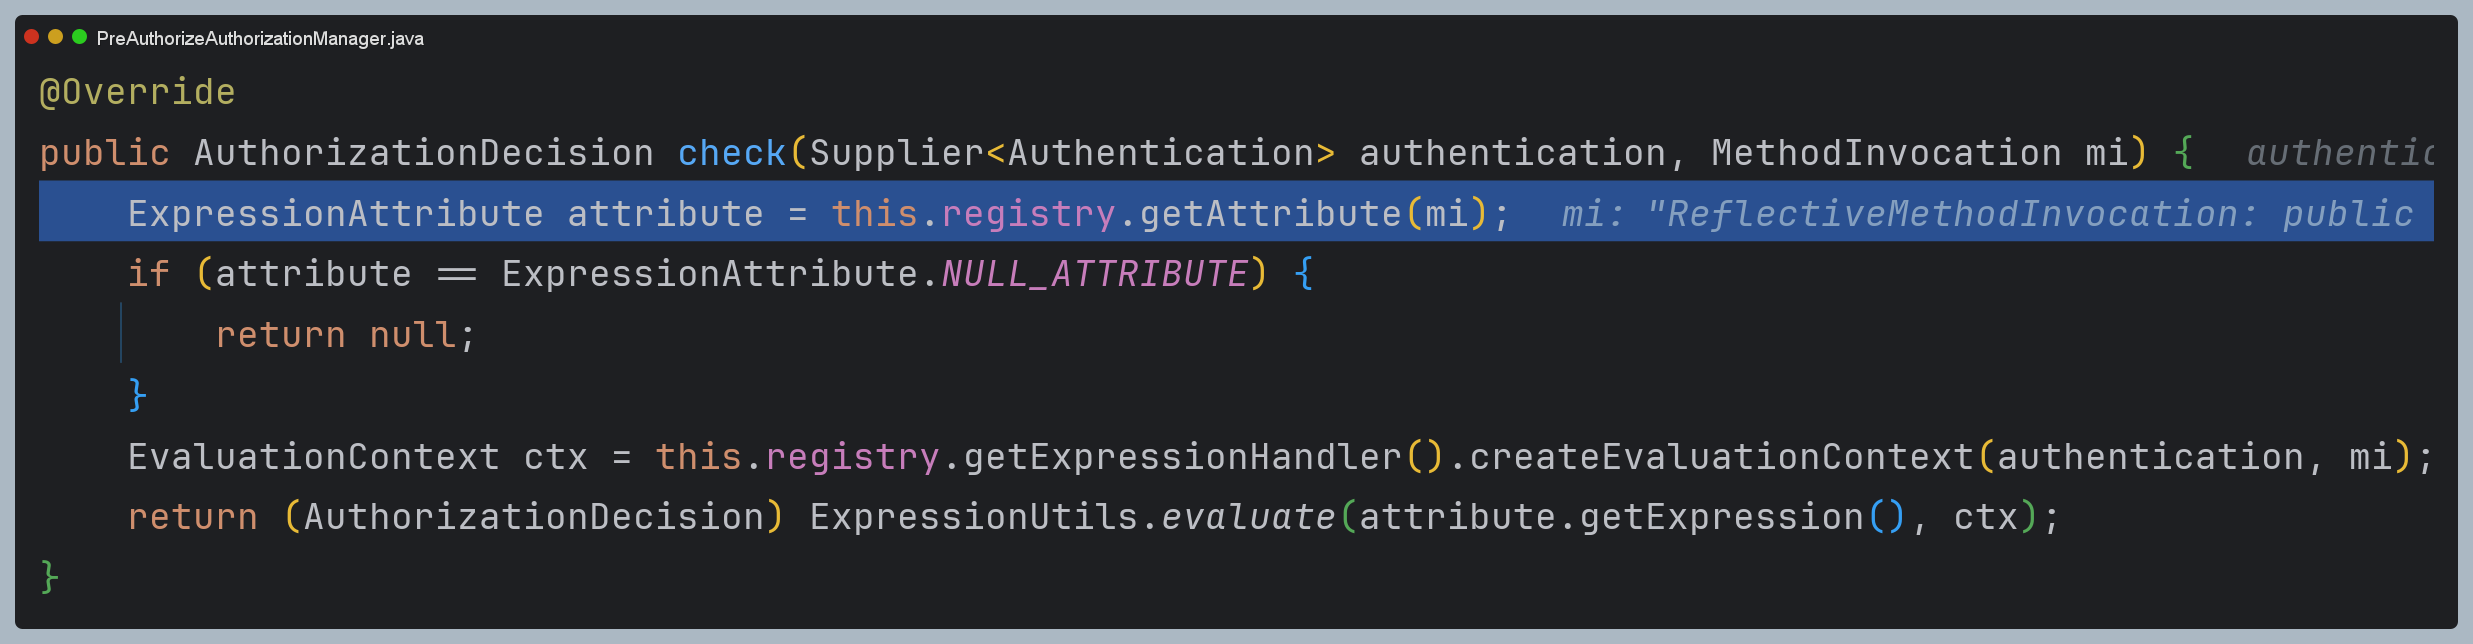 PreAuthorizeAuthorizationManager.java
@Override
public AuthorizationDecision check(Supplier<Authentication> authentication, MethodInvocation mi) {
ExpressionAttribute attribute = this.registry.getAttribute(mi);   mi: "ReflectiveMethodInvocation: public
if (attribute == ExpressionAttribute.NULL_ATTRIBUTE) {
return null;
}
EvaluationContext ctx = this.registry.getExpressionHandler().createEvaluationContext(authentication, mi);
return (AuthorizationDecision) ExpressionUtils.evaluate(attribute.getExpression(), ctx);
}